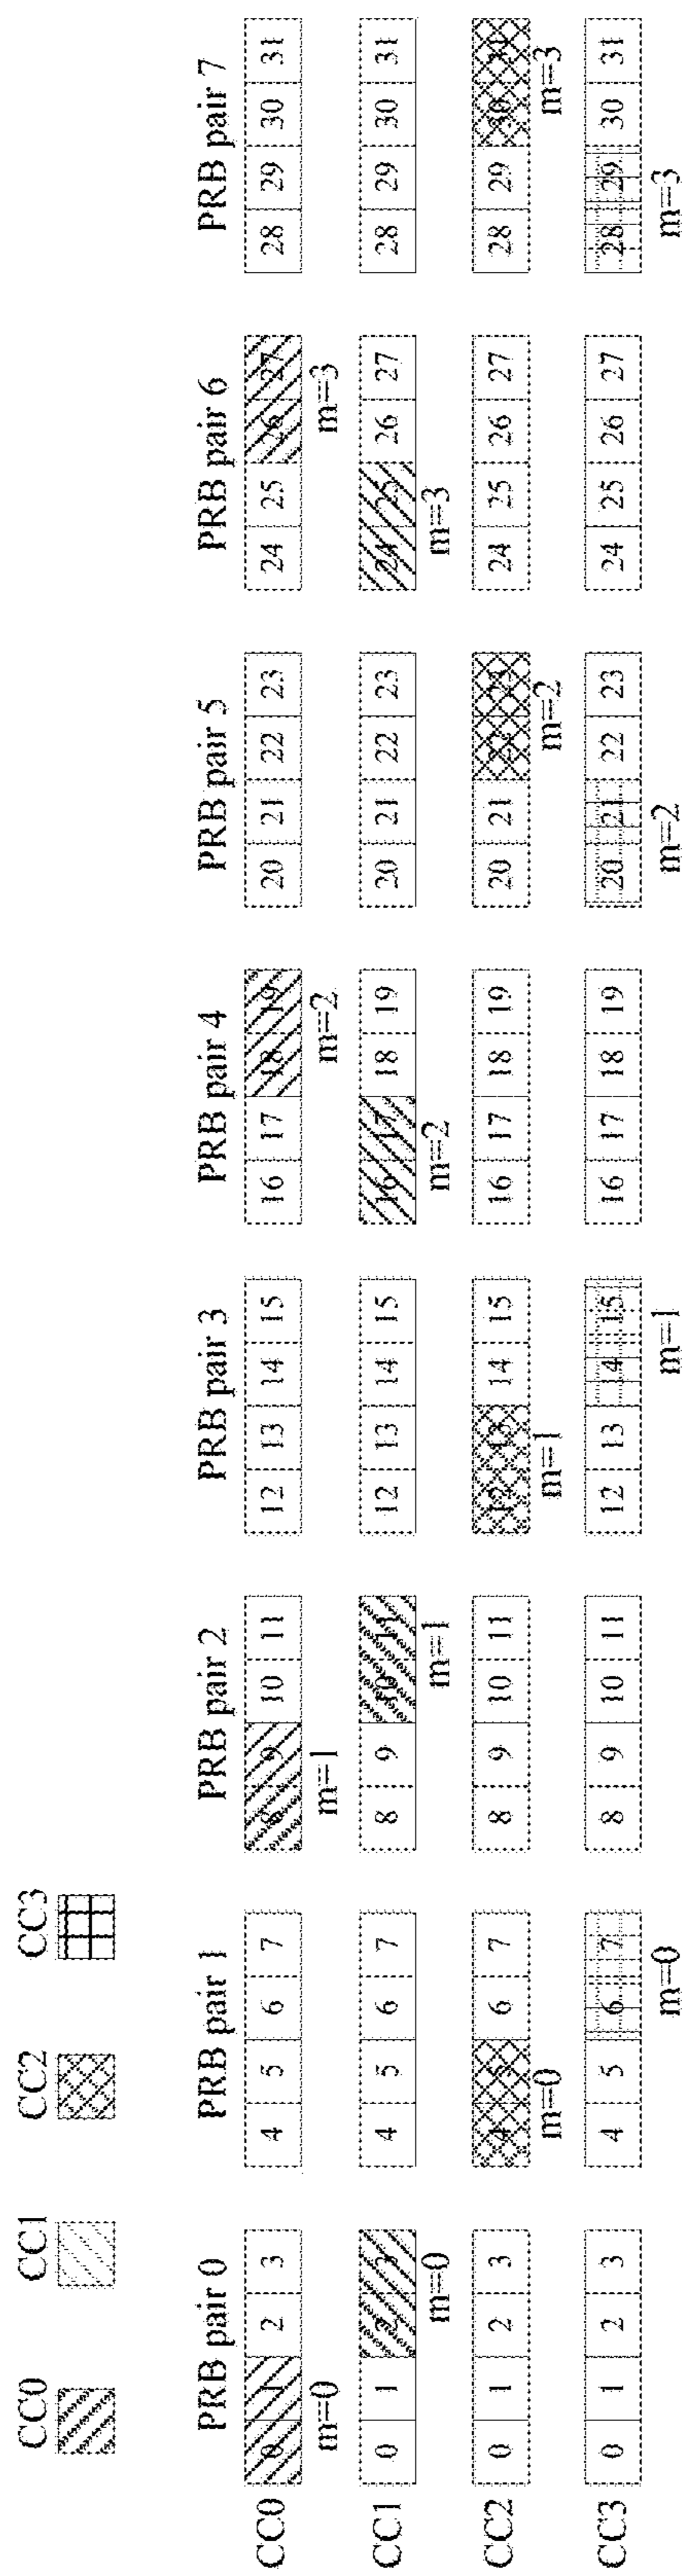 CC0 CC1 CC2 CC3
PRB pair 0 PRB pair 1 PRB pair 2 PRB pair 3 PRB pair 4 PRB pair 5 PRB pair 6 PRB pair 7
CC0 0 1 2 3 4 5 6 7 8 9 10 11 12 13 14 15 16 17 18 19 20 21 22 23 24 25 26 27 28 29 30 31
m=0 m=1 m=2 m=3
CC1 0 1 2 3 4 5 6 7 8 9 10 11 12 13 14 15 16 17 18 19 20 21 22 23 24 25 26 27 28 29 30 31
m=0 m=1 m=2 m=3
CC2 0 1 2 3 4 5 6 7 8 9 10 11 12 13 14 15 16 17 18 19 20 21 22 23 24 25 26 27 28 29 30 31
m=0 m=1 m=2 m=3
CC3 0 1 2 3 4 5 6 7 8 9 10 11 12 13 14 15 16 17 18 19 20 21 22 23 24 25 26 27 28 29 30 31
m=0 m=1 m=2 m=3